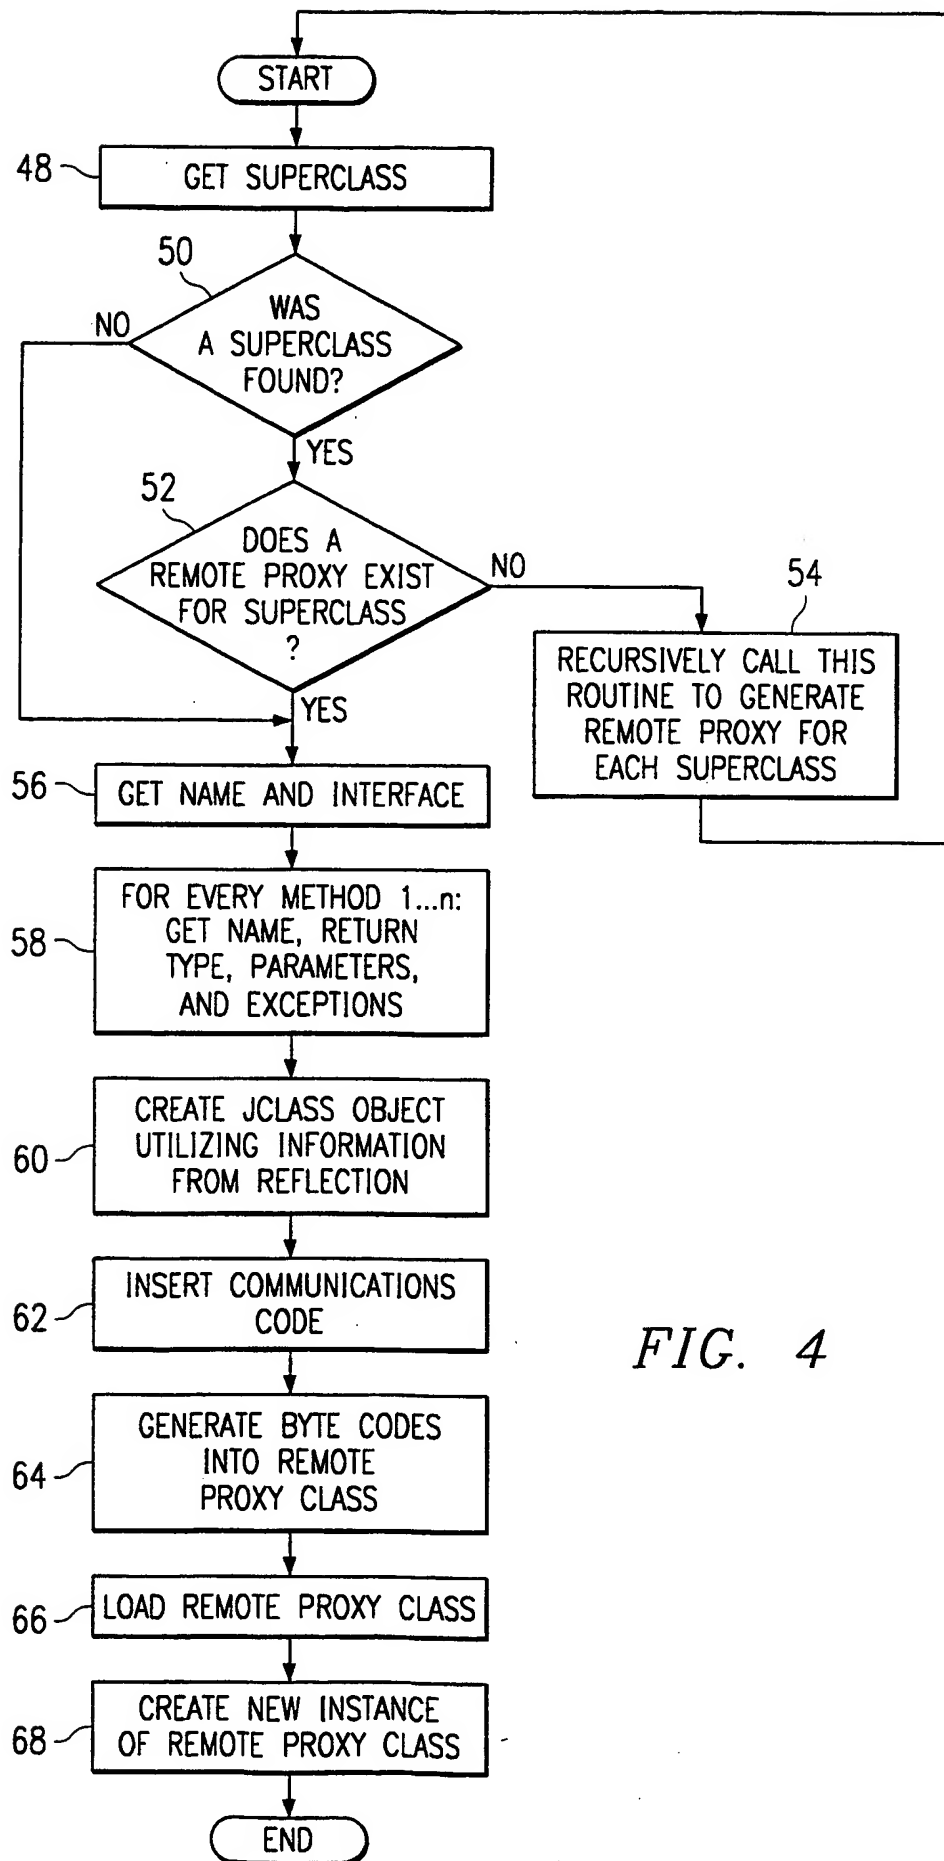 START
48
GET SUPERCLASS
50
WAS
A SUPERCLASS
FOUND?
NO
YES
52
DOES A
REMOTE PROXY EXIST
FOR SUPERCLASS
?
NO
YES
54
RECURSIVELY CALL THIS
ROUTINE TO GENERATE
REMOTE PROXY FOR
EACH SUPERCLASS
56
GET NAME AND INTERFACE
58
FOR EVERY METHOD 1...n:
GET NAME, RETURN
TYPE, PARAMETERS,
AND EXCEPTIONS
60
CREATE JCLASS OBJECT
UTILIZING INFORMATION
FROM REFLECTION
62
INSERT COMMUNICATIONS
CODE
FIG. 4
64
GENERATE BYTE CODES
INTO REMOTE
PROXY CLASS
66
LOAD REMOTE PROXY CLASS
68
CREATE NEW INSTANCE
OF REMOTE PROXY CLASS
END